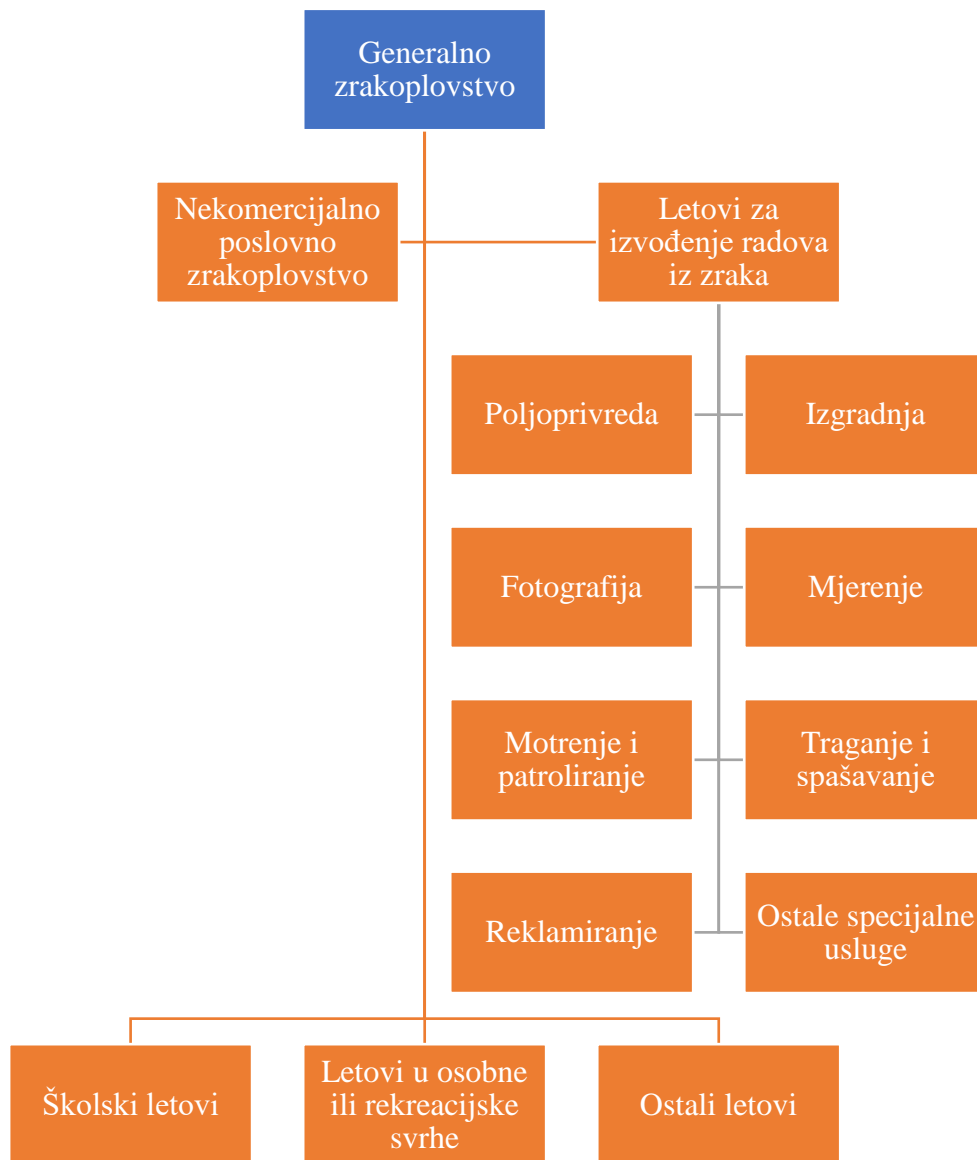 Generalno
zrakoplovstvo
Nekomercijalno
poslovno
zrakoplovstvo
Letovi za
izvođenje radova
iz zraka
Poljoprivreda
Izgradnja
Fotografija
Mjerenje
Motrenje i
patroliranje
Traganje i
spašavanje
Reklamiranje
Ostale specijalne
usluge
Školski letovi
Letovi u osobne
ili rekreacijske
svrhe
Ostali letovi